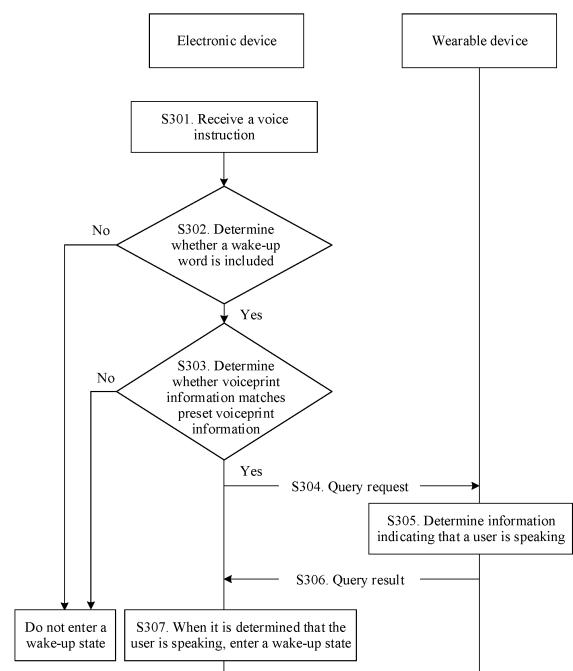 Electronic device
Wearable device
S301. Receive a voice
instruction
No
S302. Determine
whether a wake-up
word is included
Yes
No
S303. Determine
whether voiceprint
information matches
preset voiceprint
information
Yes
S304. Query request
S305. Determine information
indicating that a user is speaking
S306. Query result
Do not enter a
wake-up state
S307. When it is determined that the
user is speaking, enter a wake-up state